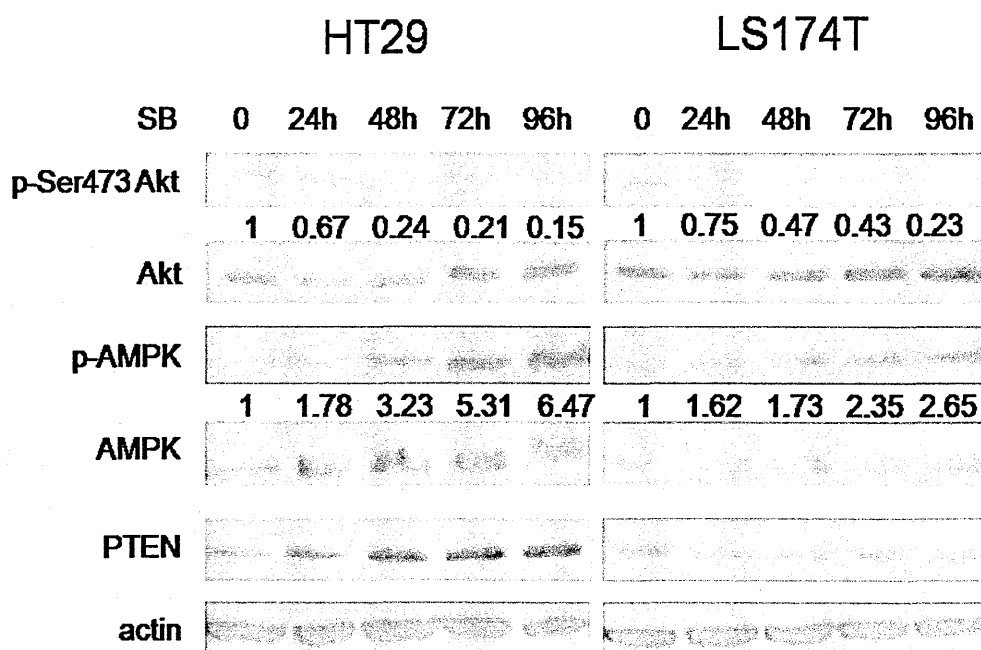 HT29 LS174T
SB 0 24h 48h 72h 96h 0 24h 48h 72h 96h
p-Ser473 Akt
1 0.67 0.24 0.21 0.15 1 0.75 0.47 0.43 0.23
Akt
p-AMPK
1 1.78 3.23 5.31 6.47 1 1.62 1.73 2.35 2.65
AMPK
PTEN
actin